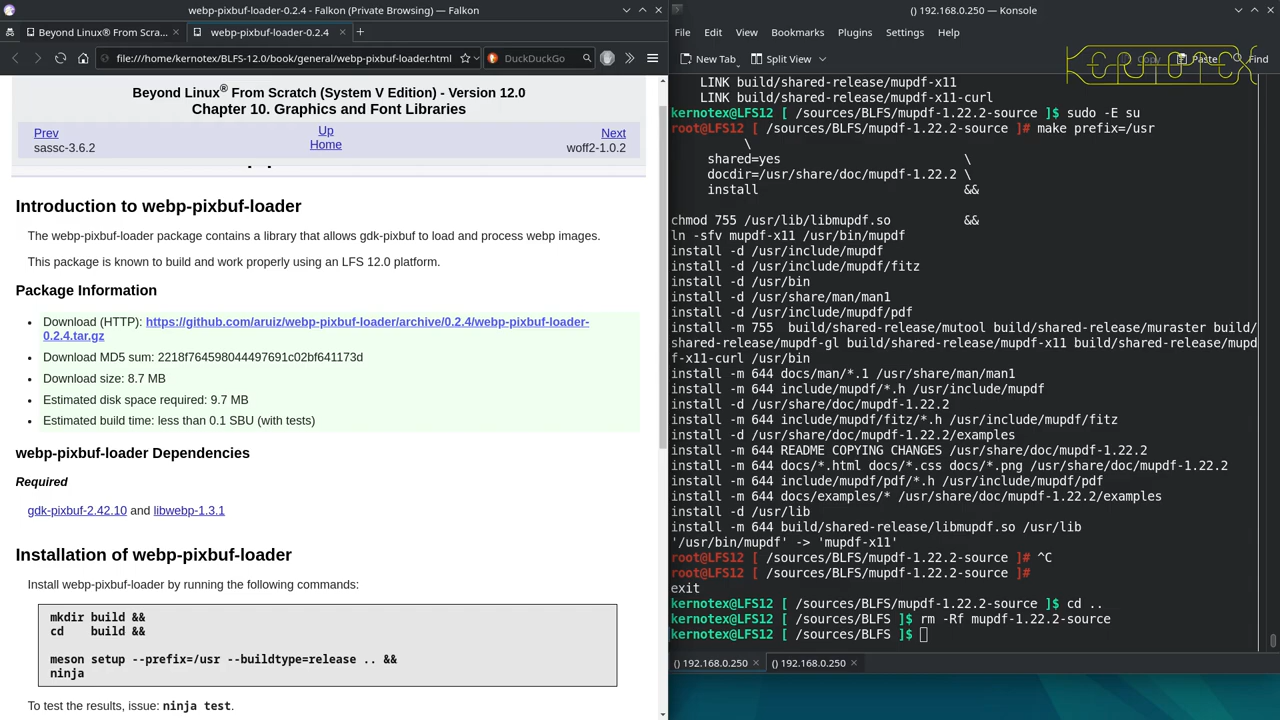 webp-pixbuf-loader-0.2.4 - Falkon (Private Browsing) — Falkon
Beyond Linux® From Scra...
webp-pixbuf-loader-0.2.4
file:///home/kernotex/BLFS-12.0/book/general/webp-pixbuf-loader.html
DuckDuckGo
Beyond Linux® From Scratch (System V Edition) - Version 12.0
Chapter 10. Graphics and Font Libraries
Prev
Up
Next
sassc-3.6.2
Home
woff2-1.0.2
Introduction to webp-pixbuf-loader
The webp-pixbuf-loader package contains a library that allows gdk-pixbuf to load and process webp images.
This package is known to build and work properly using an LFS 12.0 platform.
Package Information
• Download (HTTP): https://github.com/aruiz/webp-pixbuf-loader/archive/0.2.4/webp-pixbuf-loader-
0.2.4.tar.gz
• Download MD5 sum: 2218f764598044497691c02bf641173d
• Download size: 8.7 MB
• Estimated disk space required: 9.7 MB
• Estimated build time: less than 0.1 SBU (with tests)
webp-pixbuf-loader Dependencies
Required
gdk-pixbuf-2.42.10 and libwebp-1.3.1
Installation of webp-pixbuf-loader
Install webp-pixbuf-loader by running the following commands:
mkdir build &&
cd    build &&
meson setup --prefix=/usr --buildtype=release .. &&
ninja
To test the results, issue: ninja test.
() 192.168.0.250 — Konsole
File Edit View Bookmarks Plugins Settings Help
New Tab Split View Copy Paste Find
Kernotex
LINK build/shared-release/mupdf-x11
LINK build/shared-release/mupdf-x11-curl
kernotex@LFS12 [ /sources/BLFS/mupdf-1.22.2-source ]$ sudo -E su
root@LFS12 [ /sources/BLFS/mupdf-1.22.2-source ]# make prefix=/usr
\
shared=yes \
docdir=/usr/share/doc/mupdf-1.22.2 \
install &&
chmod 755 /usr/lib/libmupdf.so &&
ln -sfv mupdf-x11 /usr/bin/mupdf
install -d /usr/include/mupdf
install -d /usr/include/mupdf/fitz
install -d /usr/bin
install -d /usr/share/man/man1
install -d /usr/include/mupdf/pdf
install -m 755  build/shared-release/mutool build/shared-release/muraster build/
shared-release/mupdf-gl build/shared-release/mupdf-x11 build/shared-release/mupd
f-x11-curl /usr/bin
install -m 644 docs/man/*.1 /usr/share/man/man1
install -m 644 include/mupdf/*.h /usr/include/mupdf
install -d /usr/share/doc/mupdf-1.22.2
install -m 644 include/mupdf/fitz/*.h /usr/include/mupdf/fitz
install -d /usr/share/doc/mupdf-1.22.2/examples
install -m 644 README COPYING CHANGES /usr/share/doc/mupdf-1.22.2
install -m 644 docs/*.html docs/*.css docs/*.png /usr/share/doc/mupdf-1.22.2
install -m 644 include/mupdf/pdf/*.h /usr/include/mupdf/pdf
install -m 644 docs/examples/* /usr/share/doc/mupdf-1.22.2/examples
install -d /usr/lib
install -m 644 build/shared-release/libmupdf.so /usr/lib
'/usr/bin/mupdf' -> 'mupdf-x11'
root@LFS12 [ /sources/BLFS/mupdf-1.22.2-source ]# ^C
root@LFS12 [ /sources/BLFS/mupdf-1.22.2-source ]#
exit
kernotex@LFS12 [ /sources/BLFS/mupdf-1.22.2-source ]$ cd ..
kernotex@LFS12 [ /sources/BLFS ]$ rm -Rf mupdf-1.22.2-source
kernotex@LFS12 [ /sources/BLFS ]$
() 192.168.0.250
() 192.168.0.250